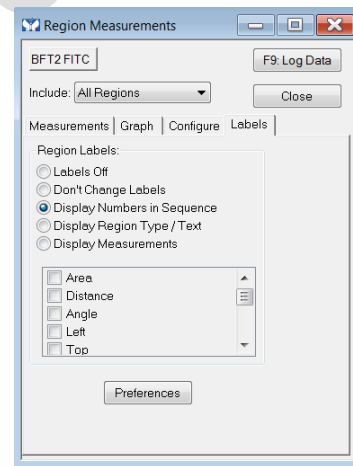 Region Measurements
BFT2 FITC
F9: Log Data
Include: All Regions
Close
Measurements Graph Configure Labels
Region Labels:
Labels Off
Don't Change Labels
Display Numbers in Sequence
Display Region Type / Text
Display Measurements
Area
Distance
Angle
Left
Top
Preferences